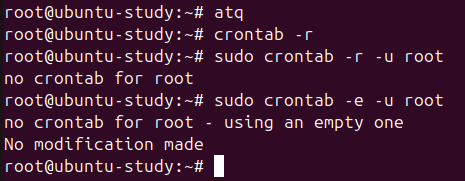 root@ubuntu-study:~# atq
root@ubuntu-study:~# crontab -r
root@ubuntu-study:~# sudo crontab -r -u root
no crontab for root
root@ubuntu-study:~# sudo crontab -e -u root
no crontab for root - using an empty one
No modification made
root@ubuntu-study:~#